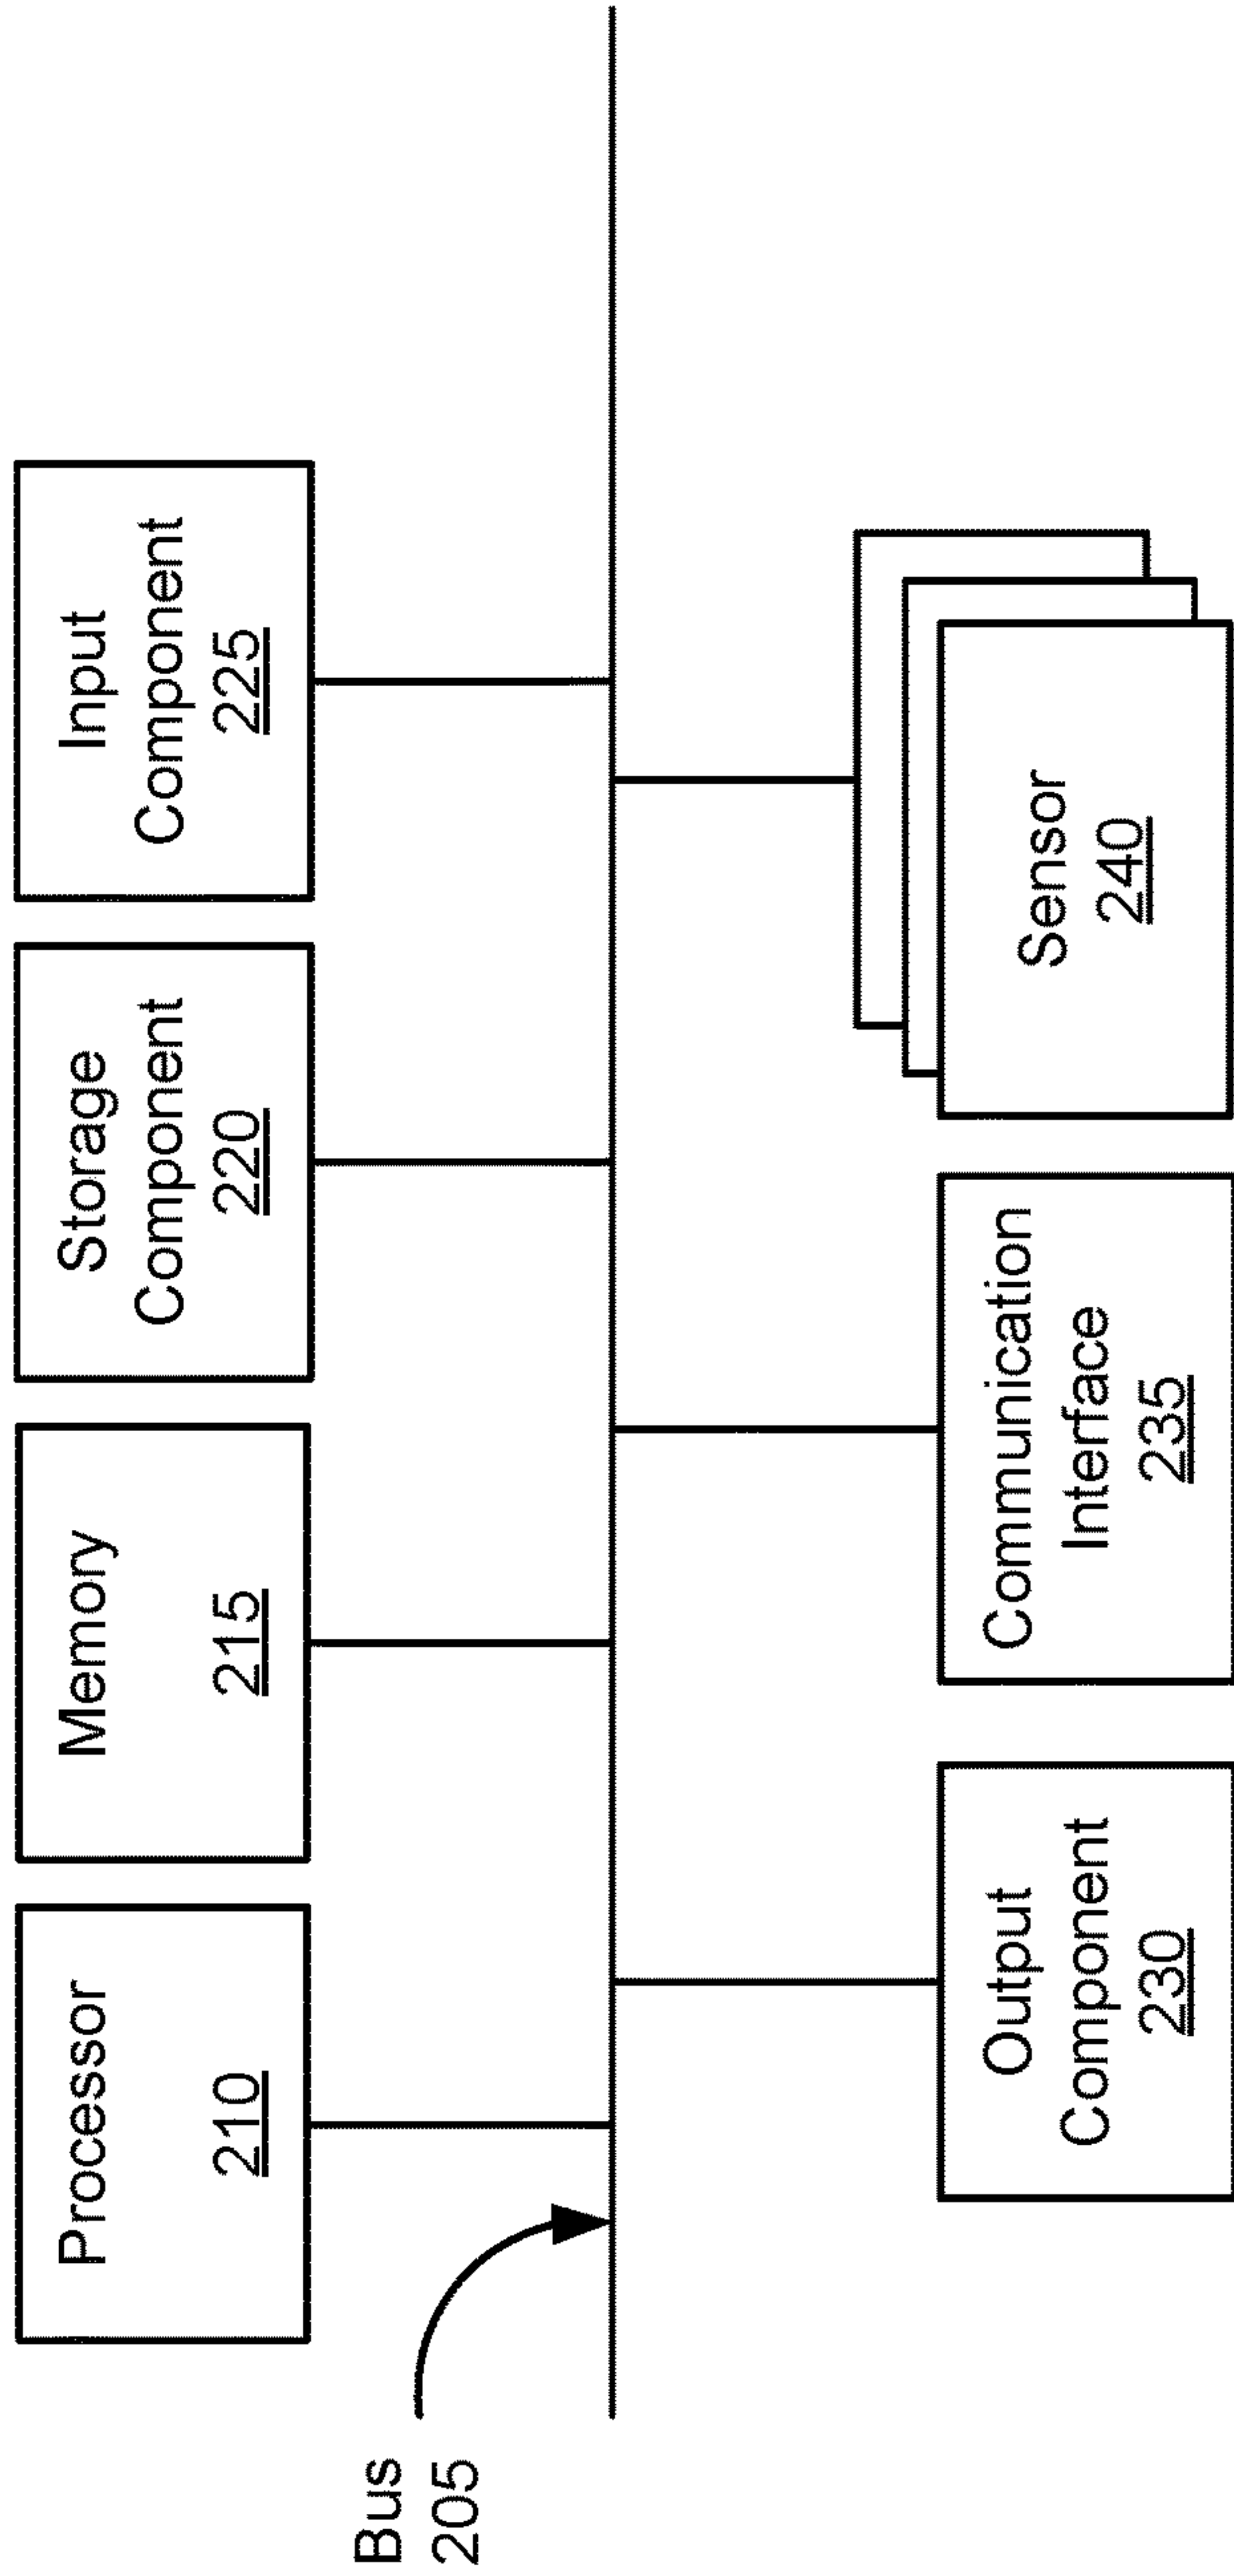 Processor
210
Memory
215
Storage
Component
220
Input
Component
225
Bus
205
Output
Component
230
Communication
Interface
235
Sensor
240